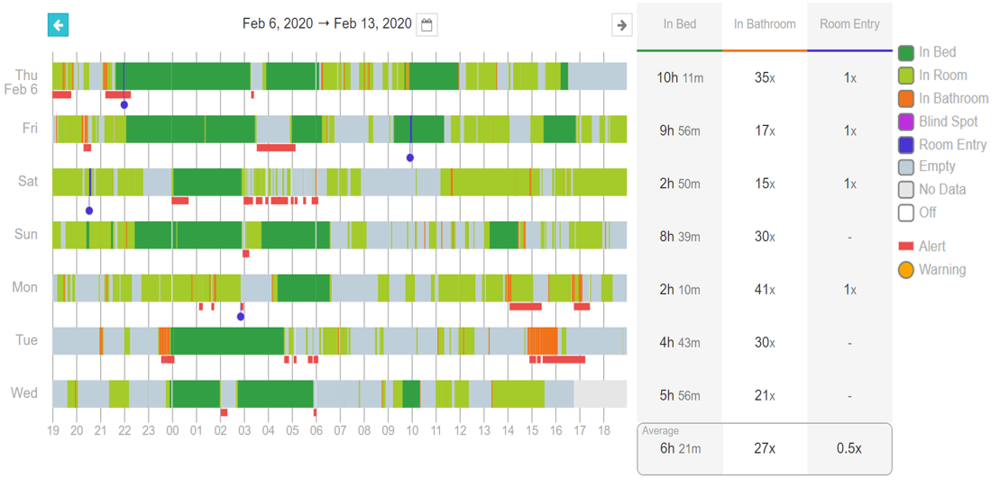 Feb 6, 2020 → Feb 13, 2020
In Bed In Bathroom Room Entry
Thu
Feb 6
10h 11m 35x 1x
Fri
9h 56m 17x 1x
Sat
2h 50m 15x 1x
Sun
8h 39m 30x -
Mon
2h 10m 41x 1x
Tue
4h 43m 30x -
Wed
5h 56m 21x -
19 20 21 22 23 00 01 02 03 04 05 06 07 08 09 10 11 12 13 14 15 16 17 18
Average
6h 21m 27x 0.5x
In Bed
In Room
In Bathroom
Blind Spot
Room Entry
Empty
No Data
Off
Alert
Warning